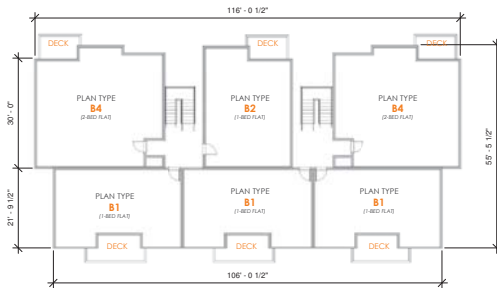 116' - 0 1/2"
DECK
DECK
DECK
PLAN TYPE
B4
(2-BED FLAT)
PLAN TYPE
B2
(1-BED FLAT)
PLAN TYPE
B4
(2-BED FLAT)
30' - 0"
55' - 5 1/2"
PLAN TYPE
B1
(1-BED FLAT)
PLAN TYPE
B1
(1-BED FLAT)
PLAN TYPE
B1
(1-BED FLAT)
21' - 9 1/2"
DECK
DECK
DECK
106' - 0 1/2"